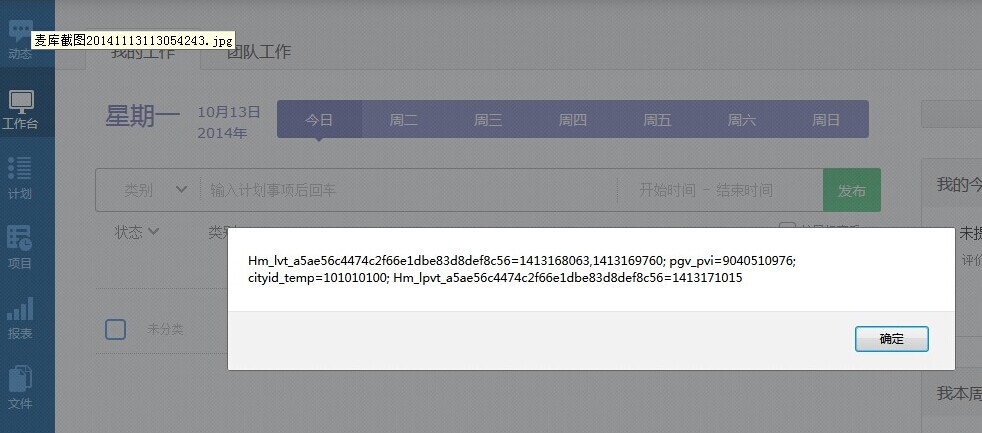 麦库截图20141113113054243.jpg
动态
我的工作 团队工作
工作台
计划
项目
报表
文件
星期一
10月13日
2014年
今日 周二 周三 周四 周五 周六 周日
类别 输入计划事项后回车 开始时间 - 结束时间 发布
状态 类别
未分类
Hm_lvt_a5ae56c4474c2f66e1dbe83d8def8c56=1413168063,1413169760; pgv_pvi=9040510976;
cityid_temp=101010100; Hm_lpvt_a5ae56c4474c2f66e1dbe83d8def8c56=1413171015
确定
我的今
未提
评价
我本周